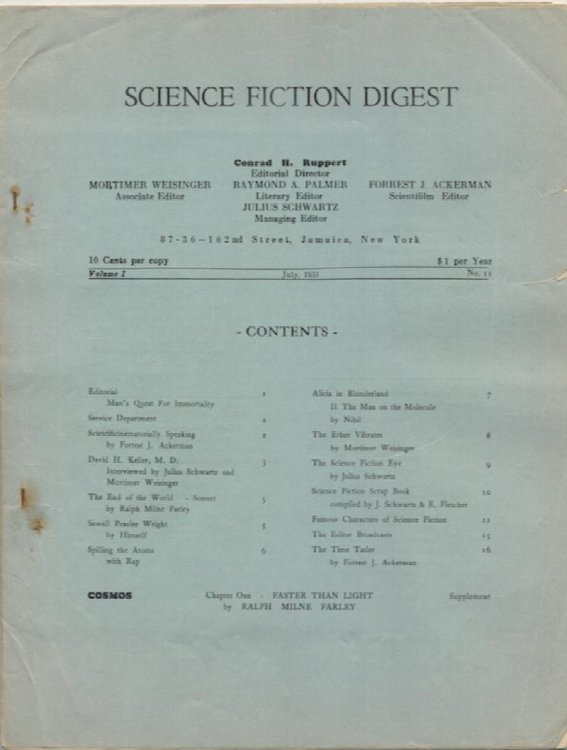 SCIENCE FICTION DIGEST
Conrad H. Ruppert
Editorial Director
MORTIMER WEISINGER RAYMOND A. PALMER FORREST J. ACKERMAN
Associate Editor Literary Editor Scientifilm Editor
JULIUS SCHWARTZ
Managing Editor
87-36—162nd Street, Jamaica, New York
10 Cents per copy $1 per Year
Volume I July, 1933 No. 11
- CONTENTS -
Editorial 1
Man's Quest For Immortality
Service Department 2
Scientificinematorially Speaking 2
by Forrest J. Ackerman
David H. Keller, M. D. 3
Interviewed by Julius Schwartz and
Mortimer Weisinger
The End of the World - Sonnet 5
by Ralph Milne Farley
Sewell Peaslee Wright 5
by Himself
Spilling the Atoms 6
with Rap
Alicia in Blunderland 7
II The Man on the Molecule
by Nihil
The Ether Vibrates 8
by Mortimer Weisinger
The Science Fiction Eye 9
by Julius Schwartz
Science Fiction Scrap Book 10
compiled by J. Schwartz & E. Fletcher
Famous Characters of Science Fiction 11
The Editor Broadcasts 15
The Time Tatler 16
by Forrest J. Ackerman
COSMOS Chapter One - FASTER THAN LIGHT Supplement
by RALPH MILNE FARLEY